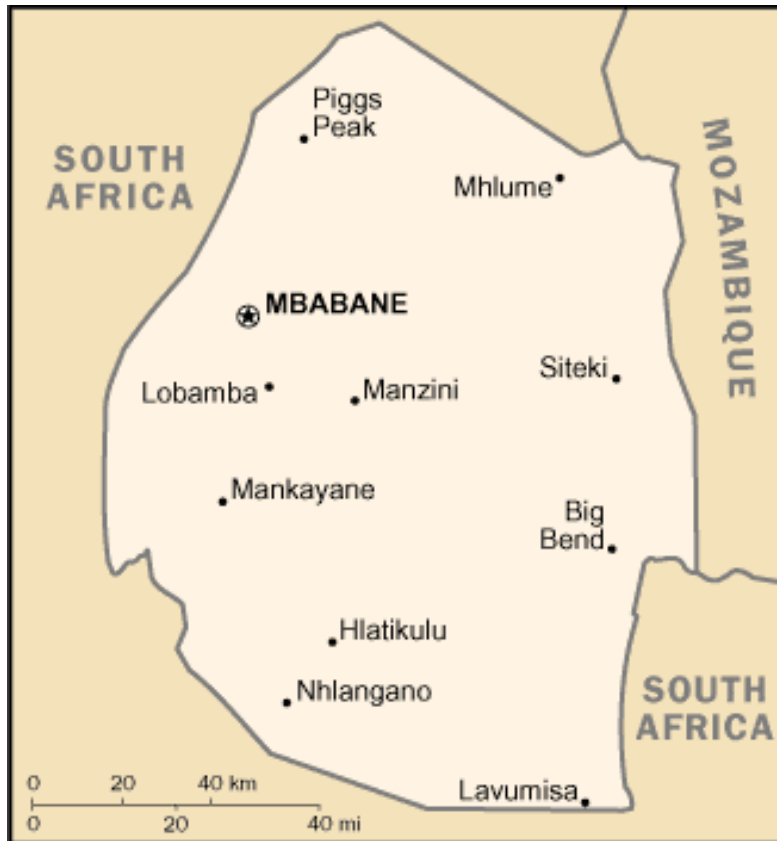 Piggs
Peak
SOUTH
AFRICA
MOZAMBIQUE
Mhlume
MBABANE
Siteki
Lobamba
Manzini
Mankayane
Big
Bend
Hlatikulu
Nhlangano
SOUTH
AFRICA
Lavumisa
0 20 40 km
0 20 40 mi